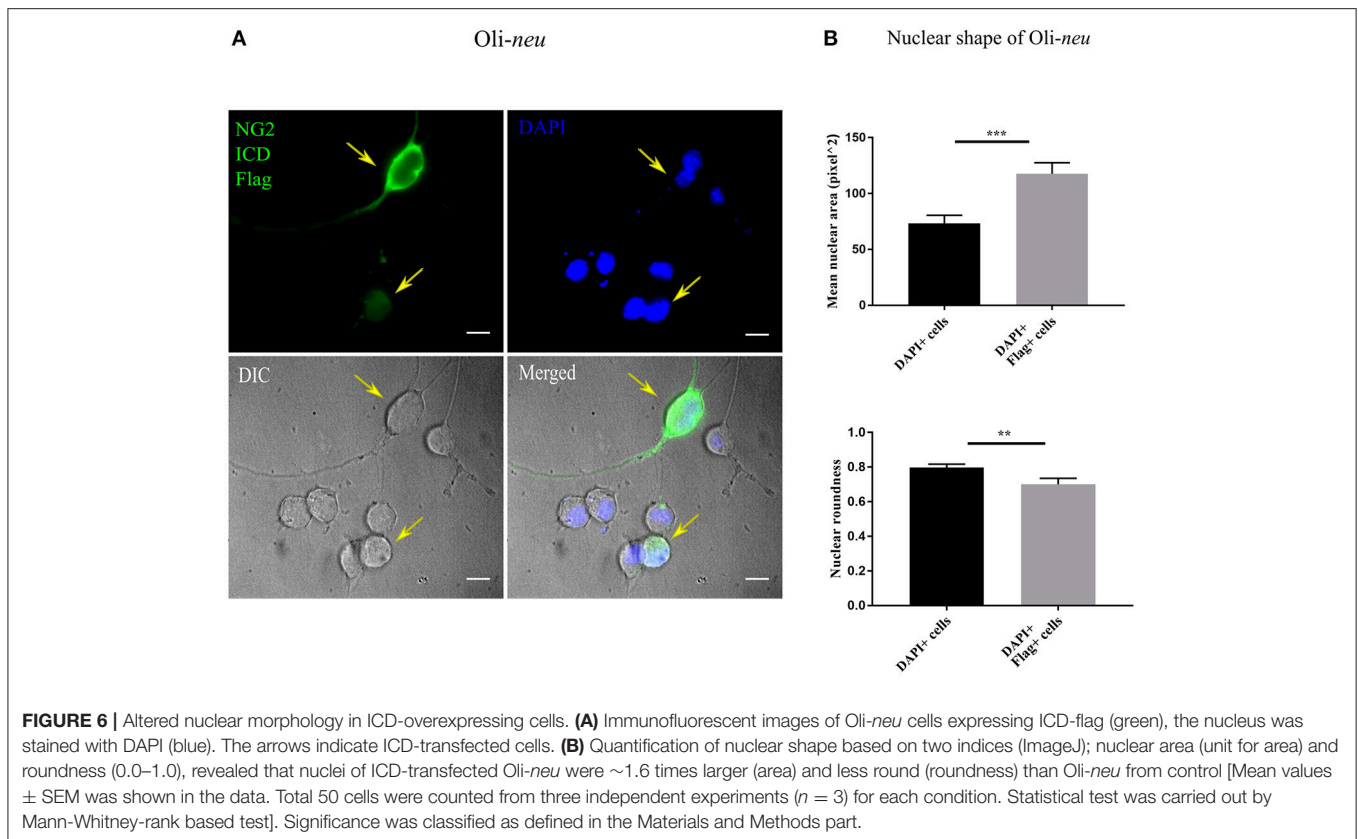 A
Oli-neu
NG2
ICD
Flag
DAPI
DIC
Merged
B
Nuclear shape of Oli-neu
Mean nuclear area (pixel^2)
150
100
50
0
***
DAPI+ cells
DAPI+
Flag+ cells
Nuclear roundness
1.0
0.8
0.6
0.4
0.2
0.0
**
DAPI+ cells
DAPI+
Flag+ cells
FIGURE 6 | Altered nuclear morphology in ICD-overexpressing cells. (A) Immunofluorescent images of Oli-neu cells expressing ICD-flag (green), the nucleus was
stained with DAPI (blue). The arrows indicate ICD-transfected cells. (B) Quantification of nuclear shape based on two indices (ImageJ); nuclear area (unit for area) and
roundness (0.0–1.0), revealed that nuclei of ICD-transfected Oli-neu were ∼1.6 times larger (area) and less round (roundness) than Oli-neu from control [Mean values
± SEM was shown in the data. Total 50 cells were counted from three independent experiments (n = 3) for each condition. Statistical test was carried out by
Mann-Whitney-rank based test]. Significance was classified as defined in the Materials and Methods part.